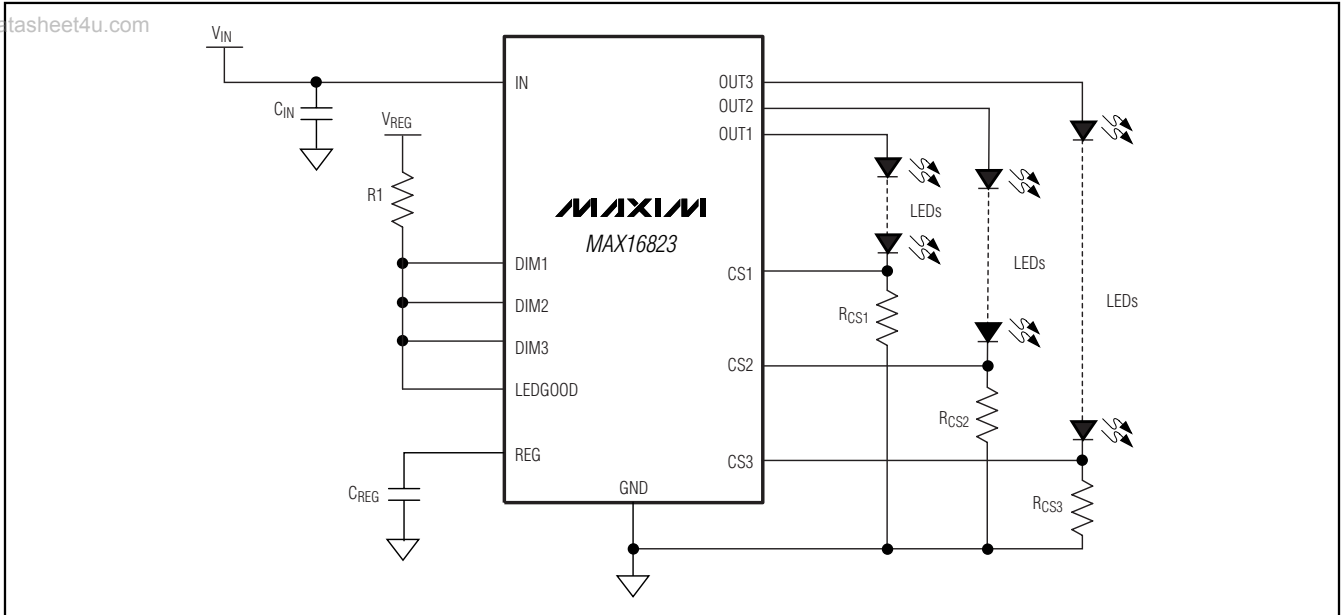 atasheet4u.com
VIN
IN
CIN
VREG
R1
MAXIM
MAX16823
DIM1
DIM2
DIM3
LEDGOOD
REG
CREG
GND
OUT3
OUT2
OUT1
LEDs
LEDs
LEDs
CS1
RCS1
CS2
RCS2
CS3
RCS3